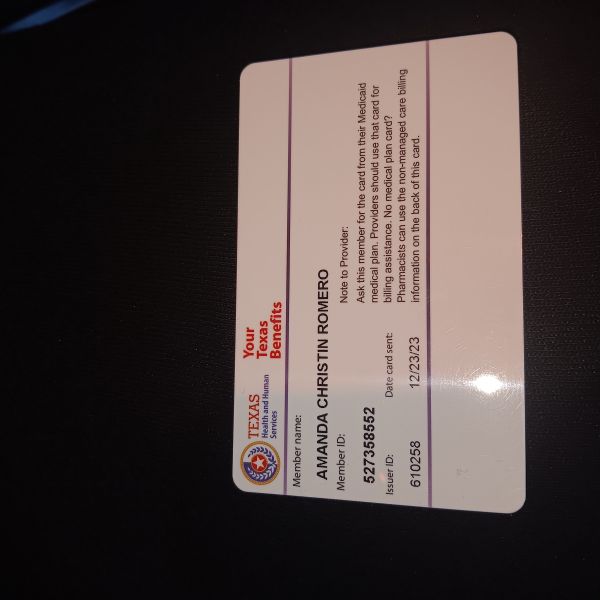 TEXAS
Health and Human
Services
Your
Texas
Benefits
Member name:
AMANDA CHRISTIN ROMERO
Member ID:
527358552
Issuer ID:
610258
Date card sent:
12/23/23
Note to Provider:
Ask this member for the card from their Medicaid
medical plan. Providers should use that card for
billing assistance. No medical plan card?
Pharmacists can use the non-managed care billing
information on the back of this card.